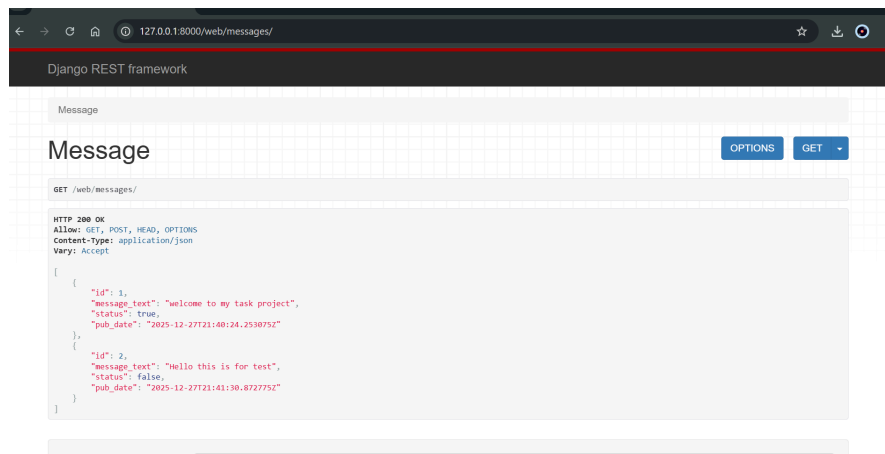 127.0.0.1:8000/web/messages/
Django REST framework
Message
Message
OPTIONS
GET
GET /web/messages/
HTTP 200 OK
Allow: GET, POST, HEAD, OPTIONS
Content-Type: application/json
Vary: Accept
[
    {
        "id": 1,
        "message_text": "welcome to my task project",
        "status": true,
        "pub_date": "2025-12-27T21:40:24.253075Z"
    },
    {
        "id": 2,
        "message_text": "Hello this is for test",
        "status": false,
        "pub_date": "2025-12-27T21:41:30.872775Z"
    }
]